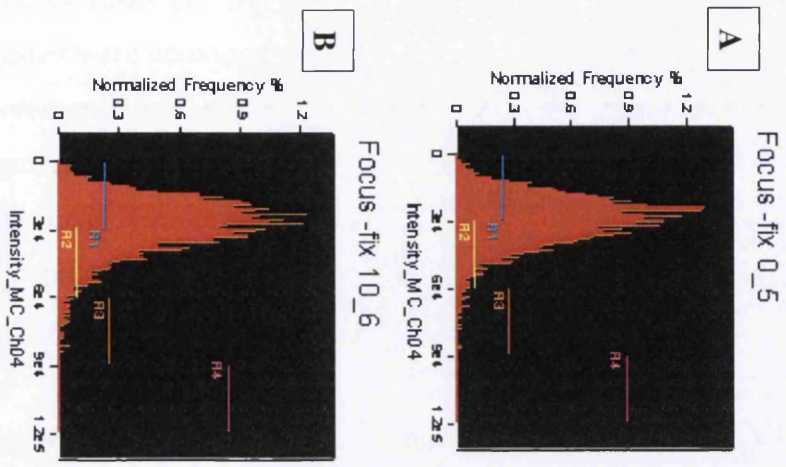 A
Focus -fix 0_5
Normalized Frequency %
1.2
0.9
0.6
0.3
0
R4
R3
R1
R2
0 3e4 6e4 9e4 1.2e5
Intensity_MC_Ch04
B
Focus -fix 10_6
Normalized Frequency %
1.2
0.9
0.6
0.3
0
R4
R3
R1
R2
0 3e4 6e4 9e4 1.2e5
Intensity_MC_Ch04